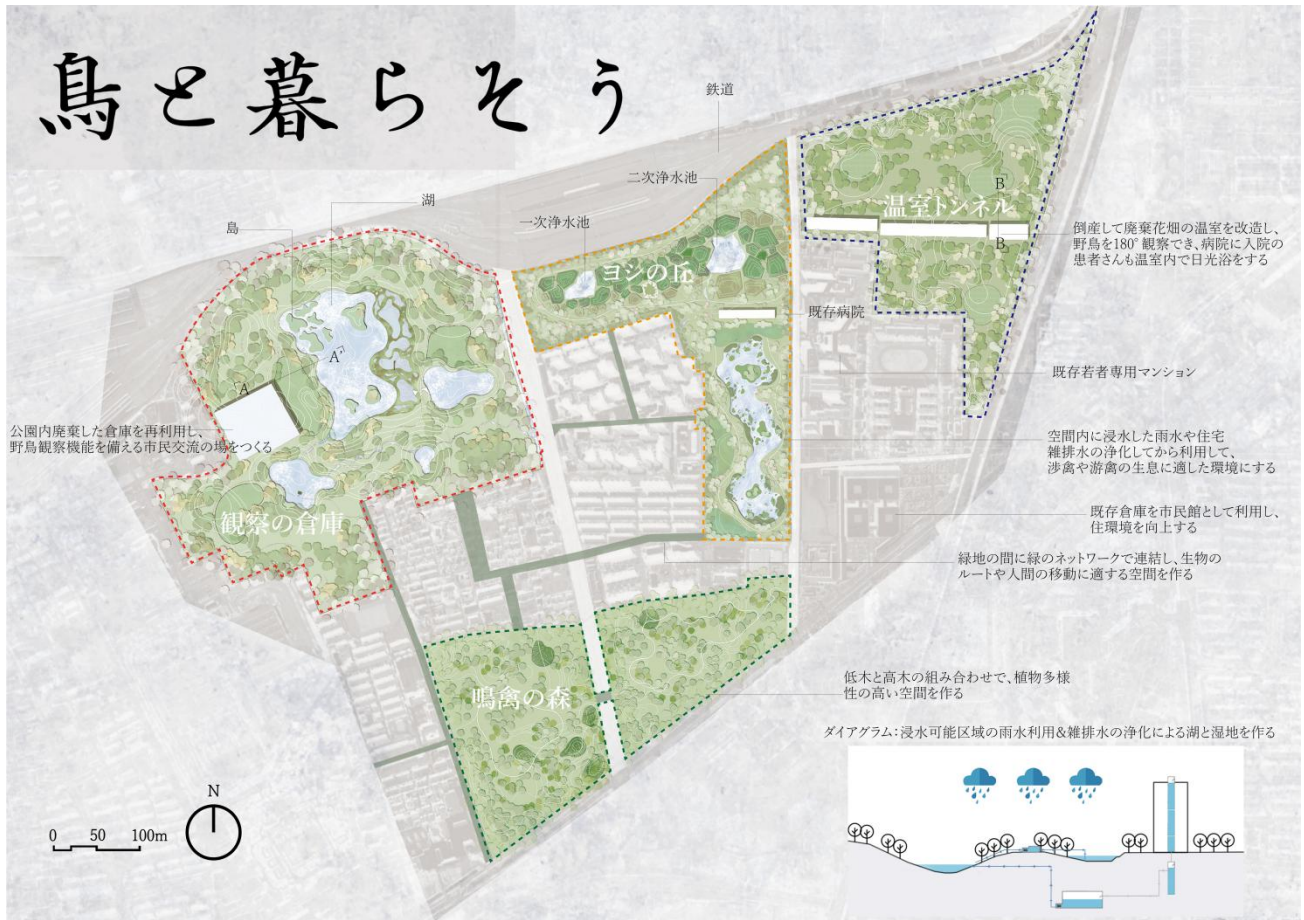 鳥と暮らそう
鉄道
二次浄水池
湖
一次浄水池
島
温室トンネル
B'
B
倒産して廃棄花畑の温室を改造し、
野鳥を180°観察でき、病院に入院の
患者さんも温室内で日光浴をする
ヨシの丘
既存病院
A'
A
既存若者専用マンション
公園内廃棄した倉庫を再利用し、
野鳥観察機能を備える市民交流の場をつくる
空間内に浸水した雨水や住宅
雑排水の浄化してから利用して、
渉禽や游禽の生息に適した環境にする
観察の倉庫
既存倉庫を市民館として利用し、
住環境を向上する
緑地の間に緑のネットワークで連結し、生物の
ルートや人間の移動に適する空間を作る
鳴禽の森
低木と高木の組み合わせで、植物多様
性の高い空間を作る
ダイアグラム:浸水可能区域の雨水利用&雑排水の浄化による湖と湿地を作る
N
0 50 100m